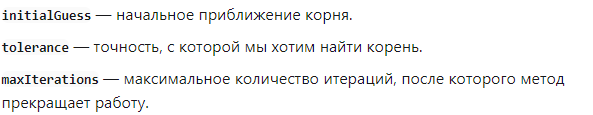 initialGuess — начальное приближение корня.
tolerance — точность, с которой мы хотим найти корень.
maxIterations — максимальное количество итераций, после которого метод
прекращает работу.